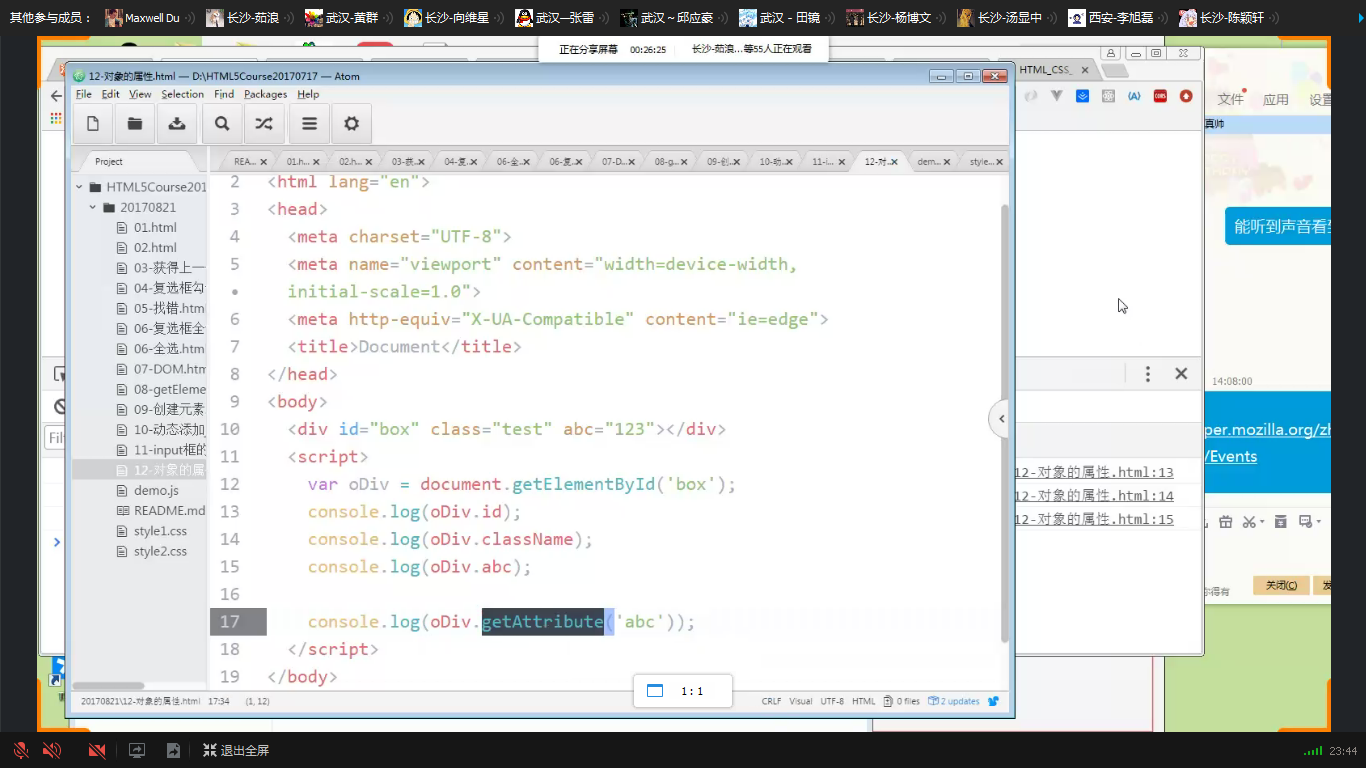 其他参与成员： Maxwell Du 长沙-茹浪 武汉-黄群 长沙-向维星 武汉—张雷 武汉～邱应豪 武汉 - 田镜 长沙-杨博文 长沙-汤显中 西安-李旭磊 长沙-陈颖轩
正在分享屏幕 00:26:25 长沙-茹浪...等55人正在观看
12-对象的属性.html — D:\HTML5Course20170717 — Atom
HTML_CSS_
File Edit View Selection Find Packages Help
文件 应用 设置
真帅
Project
REA... 01.h... 02.h... 03-获... 04-复... 06-全... 06-复... 07-D... 08-g... 09-创... 10-动... 11-i... 12-对... dem... style...
HTML5Course201
20170821
01.html
02.html
03-获得上一
04-复选框勾
05-找错.htm
06-复选框全
06-全选.htm
07-DOM.htm
08-getEleme
09-创建元素
10-动态添加
11-input框的
12-对象的属
demo.js
README.md
style1.css
style2.css
2 <html lang="en">
3 <head>
4 <meta charset="UTF-8">
5 <meta name="viewport" content="width=device-width,
• initial-scale=1.0">
6 <meta http-equiv="X-UA-Compatible" content="ie=edge">
7 <title>Document</title>
8 </head>
9 <body>
10 <div id="box" class="test" abc="123"></div>
11 <script>
12 var oDiv = document.getElementById('box');
13 console.log(oDiv.id);
14 console.log(oDiv.className);
15 console.log(oDiv.abc);
16
17 console.log(oDiv.getAttribute('abc'));
18 </script>
19 </body>
能听到声音看到
14:08:00
per.mozilla.org/zh
/Events
12-对象的属性.html:13
12-对象的属性.html:14
12-对象的属性.html:15
关闭(C)
1:1
20170821\12-对象的属性.html 17:34 (1, 12)
CRLF Visual UTF-8 HTML 0 files 2 updates
退出全屏
23:44